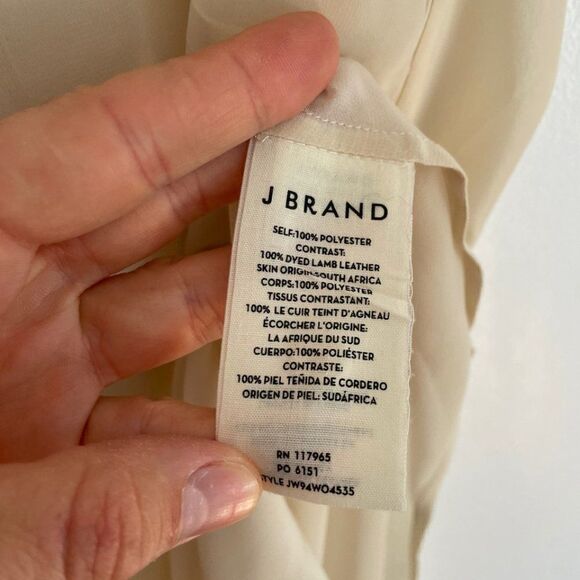 J BRAND
SELF:100% POLYESTER
CONTRAST:
100% DYED LAMB LEATHER
SKIN ORIGIN:SOUTH AFRICA
CORPS:100% POLYESTER
TISSUS CONTRASTANT:
100% LE CUIR TEINT D'AGNEAU
ÉCORCHER L'ORIGINE:
LA AFRIQUE DU SUD
CUERPO:100% POLIÉSTER
CONTRASTE:
100% PIEL TEÑIDA DE CORDERO
ORIGEN DE PIEL: SUDÁFRICA
RN 117965
PO 6151
STYLE JW94WO4535